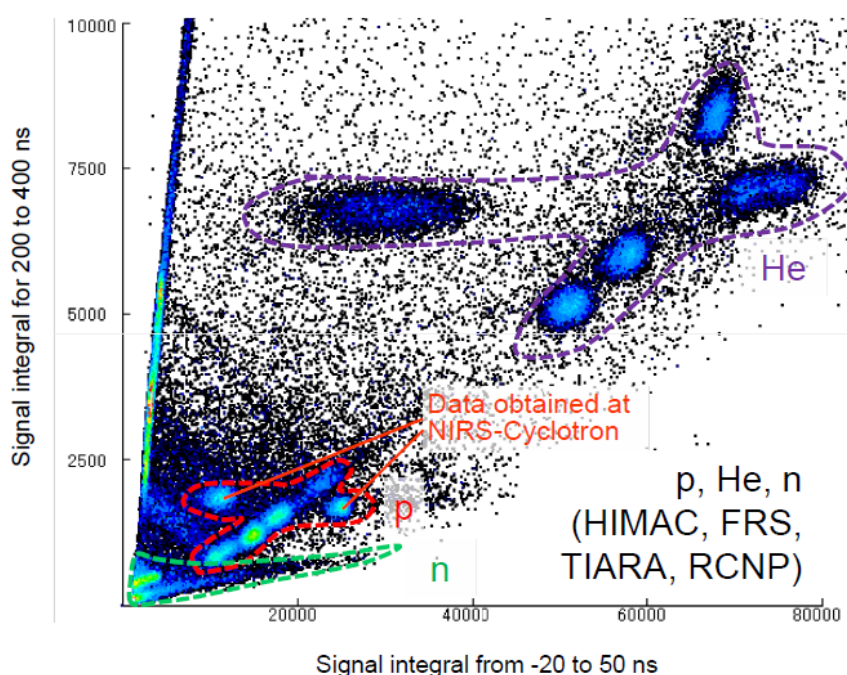 10000
7500
5000
2500
20000
40000
60000
80000
Signal integral for 200 to 400 ns
Signal integral from -20 to 50 ns
He
Data obtained at
NIRS-Cyclotron
p
n
p, He, n
(HIMAC, FRS,
TIARA, RCNP)